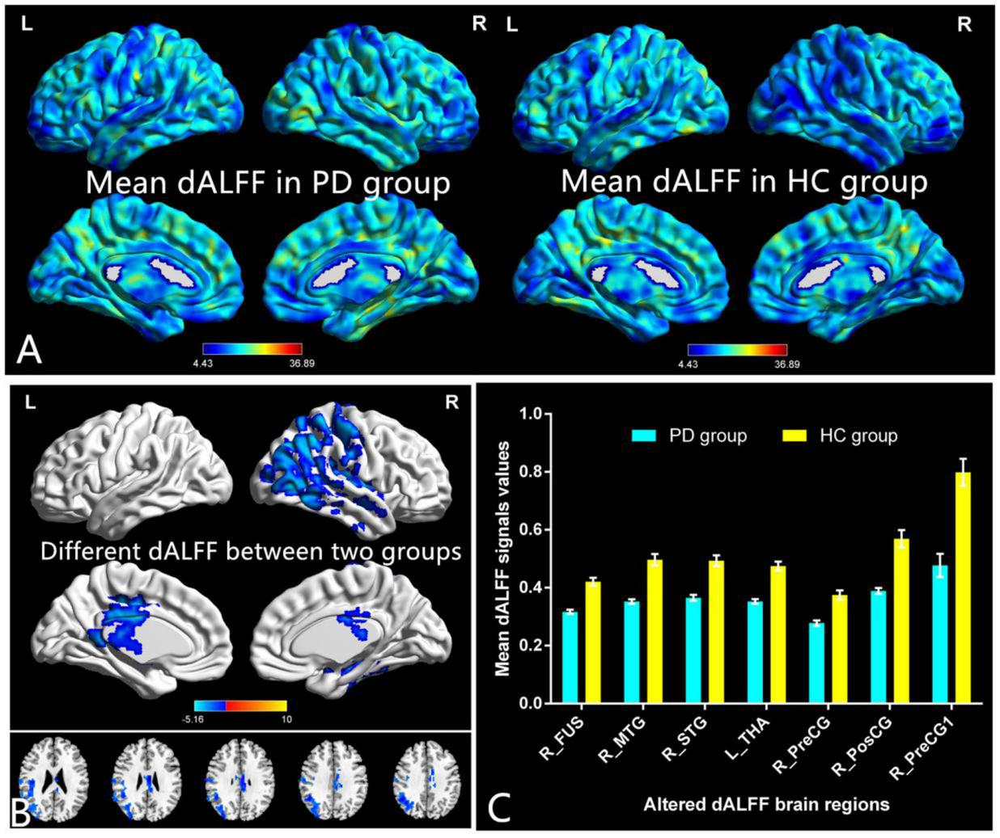 L R L R
Mean dALFF in PD group
Mean dALFF in HC group
A
4.43 36.89
4.43 36.89
L R
Different dALFF between two groups
-5.16 10
B
1.0
0.8
0.6
0.4
0.2
0.0
Mean dALFF signals values
PD group
HC group
R_FUS
R_MTG
R_STG
L_THA
R_PreCG
R_PosCG
R_PreCG1
Altered dALFF brain regions
C